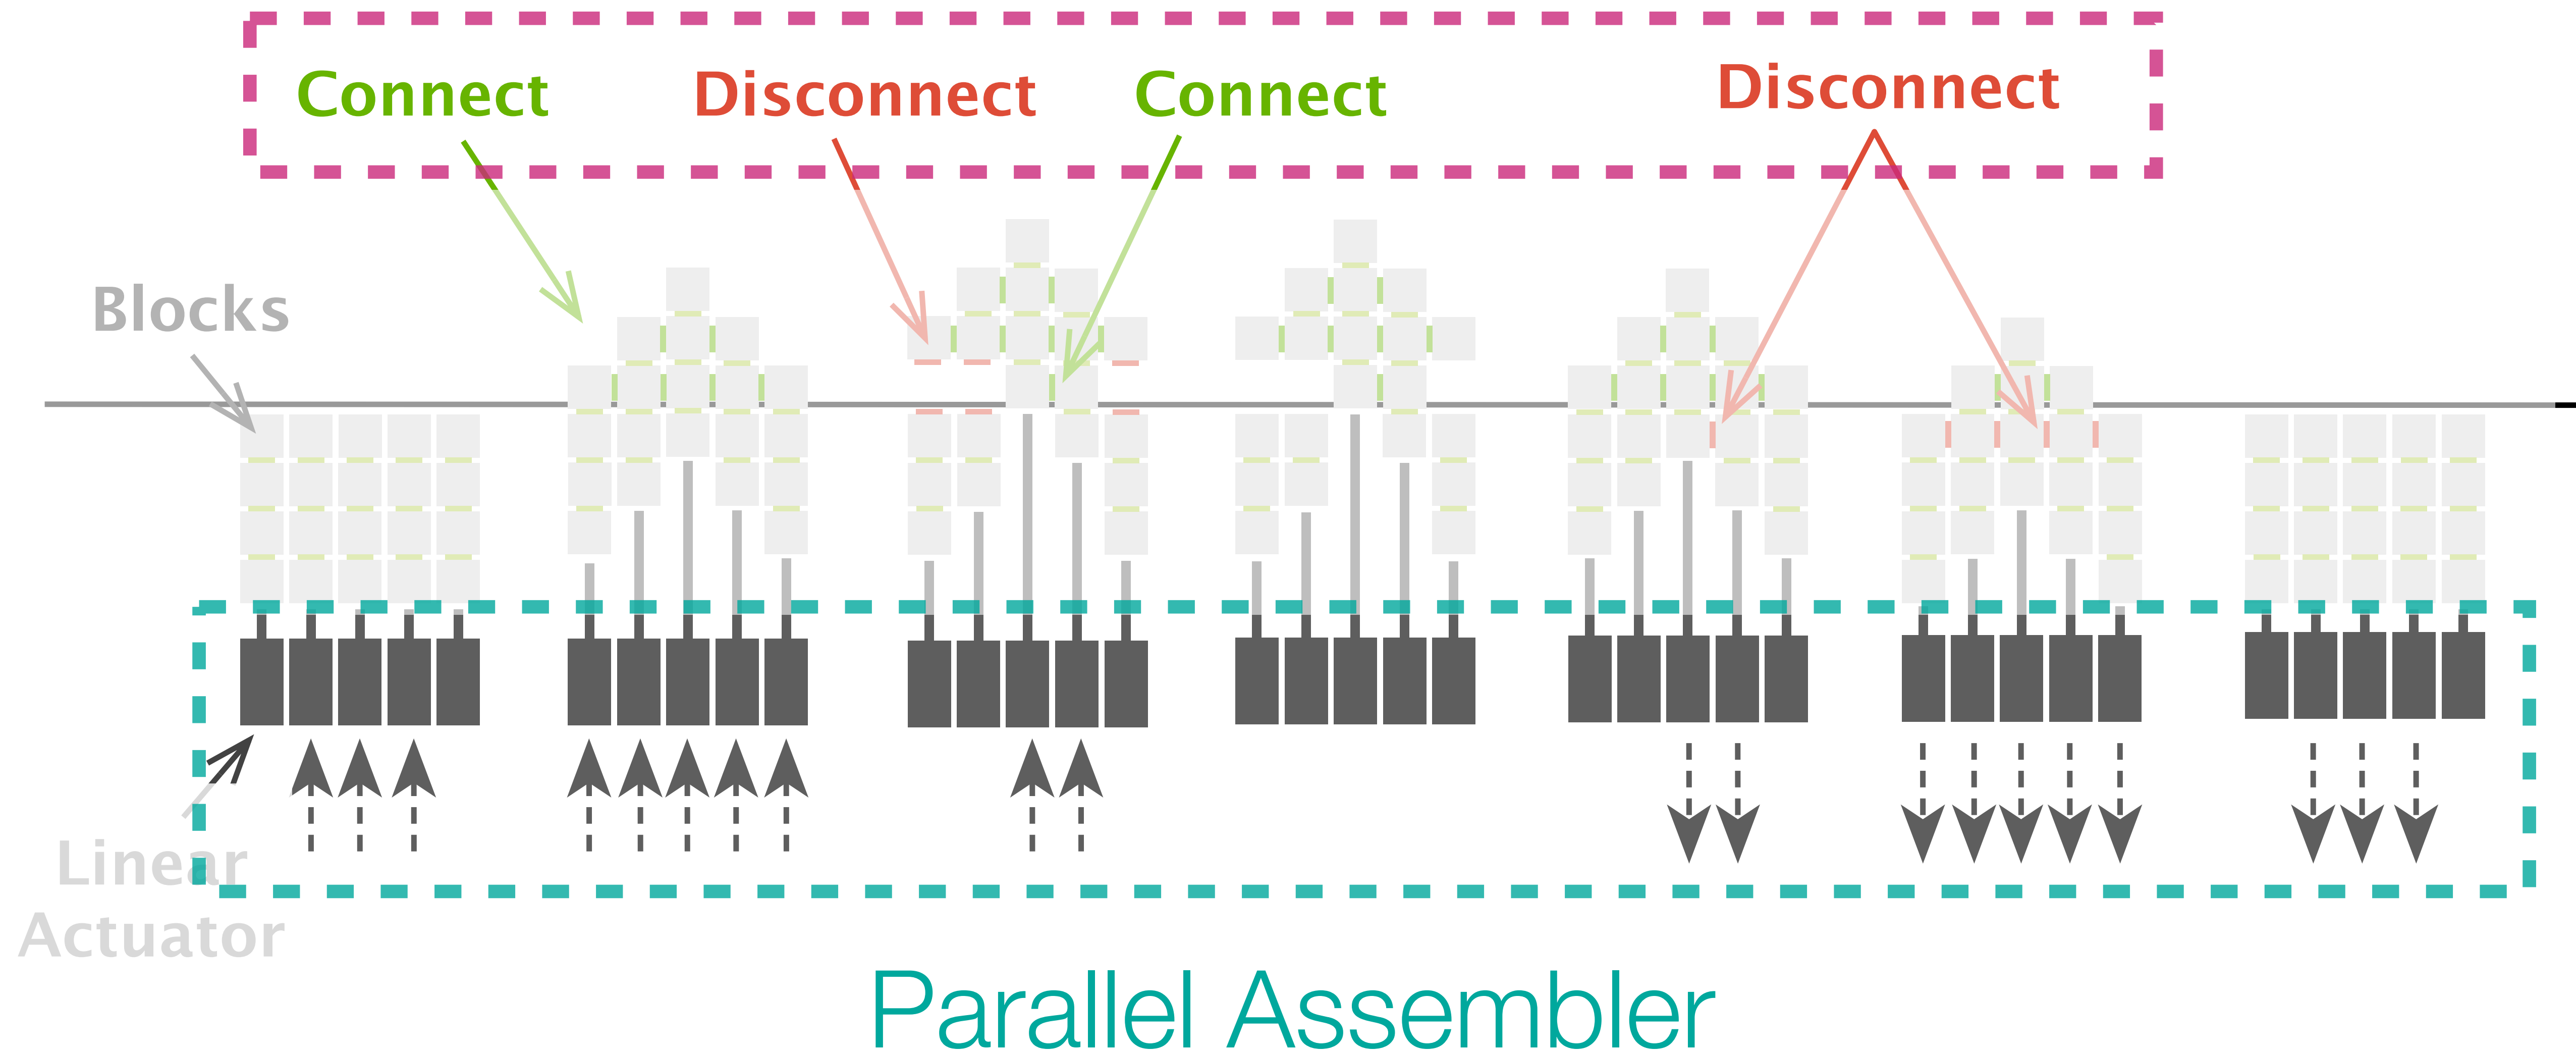 Connect Disconnect Connect Disconnect
Blocks
Linear
Actuator
Parallel Assembler